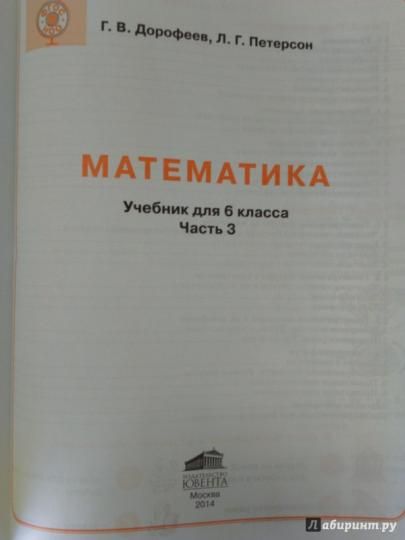 Г. В. Дорофеев, Л. Г. Петерсон
МАТЕМАТИКА
Учебник для 6 класса
Часть 3
ИЗДАТЕЛЬСТВО
ЮВЕНТА
Москва
2014
© Лабиринт.ру